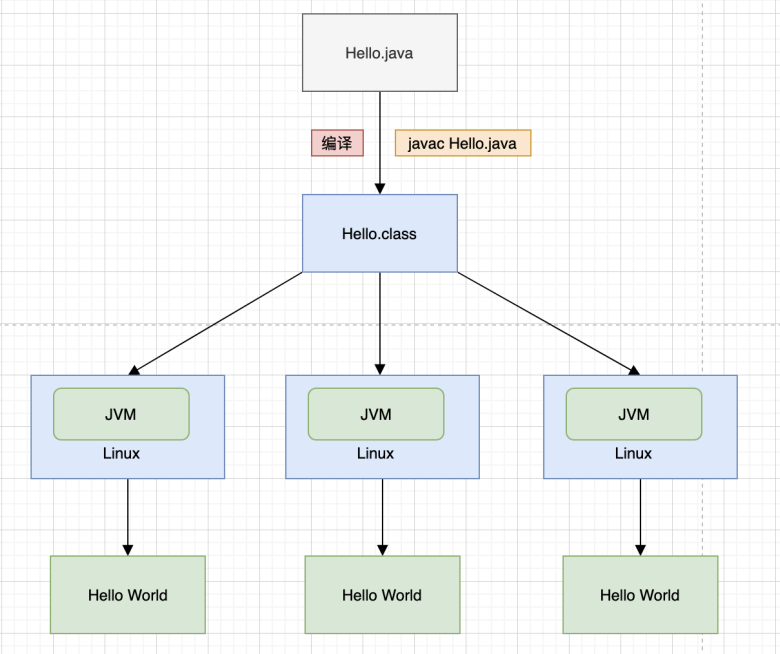 Hello.java
编译
javac Hello.java
Hello.class
JVM
JVM
JVM
Linux
Linux
Linux
Hello World
Hello World
Hello World